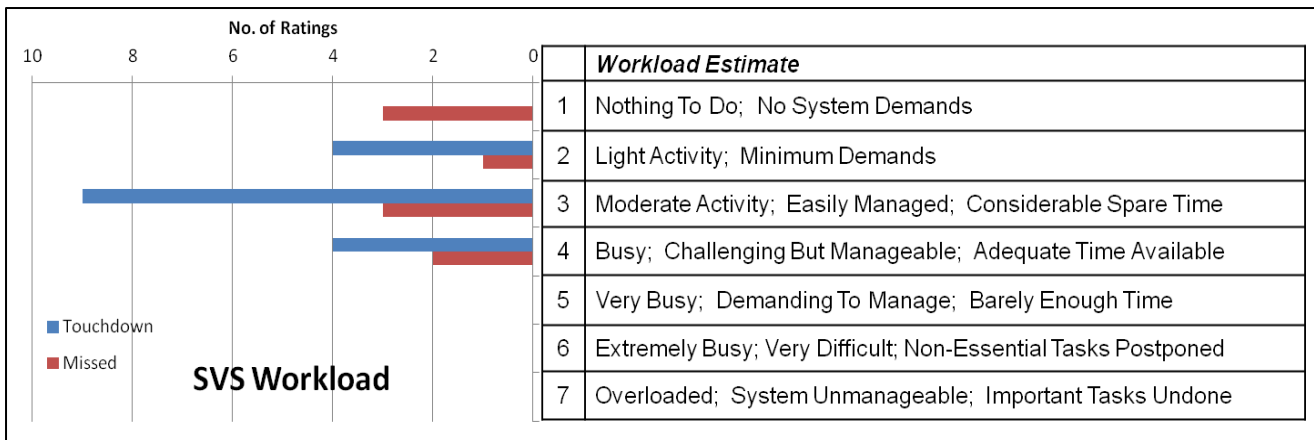 No. of Ratings
10 8 6 4 2 0
Workload Estimate
1 Nothing To Do; No System Demands
2 Light Activity; Minimum Demands
3 Moderate Activity; Easily Managed; Considerable Spare Time
4 Busy; Challenging But Manageable; Adequate Time Available
5 Very Busy; Demanding To Manage; Barely Enough Time
6 Extremely Busy; Very Difficult; Non-Essential Tasks Postponed
7 Overloaded; System Unmanageable; Important Tasks Undone
Touchdown
Missed
SVS Workload